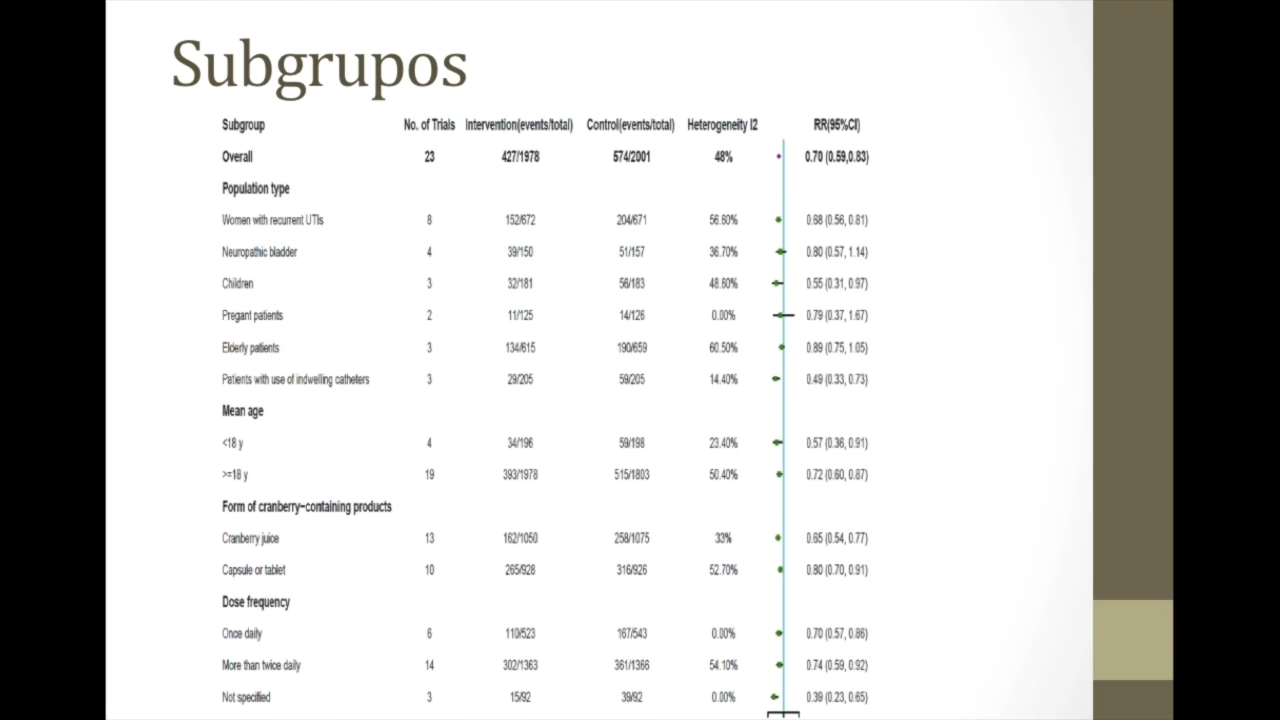 Subgrupos
Subgroup No. of Trials Intervention(events/total) Control(events/total) Heterogeneity I2 RR(95%CI)
Overall 23 427/1978 574/2001 48% 0.70 (0.59,0.83)
Population type
Women with recurrent UTIs 8 152/672 204/671 56.60% 0.68 (0.56, 0.81)
Neuropathic bladder 4 39/150 51/157 36.70% 0.80 (0.57, 1.14)
Children 3 32/181 56/183 48.60% 0.55 (0.31, 0.97)
Pregant patients 2 11/125 14/126 0.00% 0.79 (0.37, 1.67)
Elderly patients 3 134/615 190/659 60.50% 0.89 (0.75, 1.05)
Patients with use of indwelling catheters 3 29/205 59/205 14.40% 0.49 (0.33, 0.73)
Mean age
<18 y 4 34/196 59/198 23.40% 0.57 (0.36, 0.91)
>=18 y 19 393/1978 515/1803 50.40% 0.72 (0.60, 0.87)
Form of cranberry-containing products
Cranberry juice 13 162/1050 258/1075 33% 0.65 (0.54, 0.77)
Capsule or tablet 10 265/928 316/926 52.70% 0.80 (0.70, 0.91)
Dose frequency
Once daily 6 110/523 167/543 0.00% 0.70 (0.57, 0.86)
More than twice daily 14 302/1363 361/1366 54.10% 0.74 (0.59, 0.92)
Not specified 3 15/92 39/92 0.00% 0.39 (0.23, 0.65)